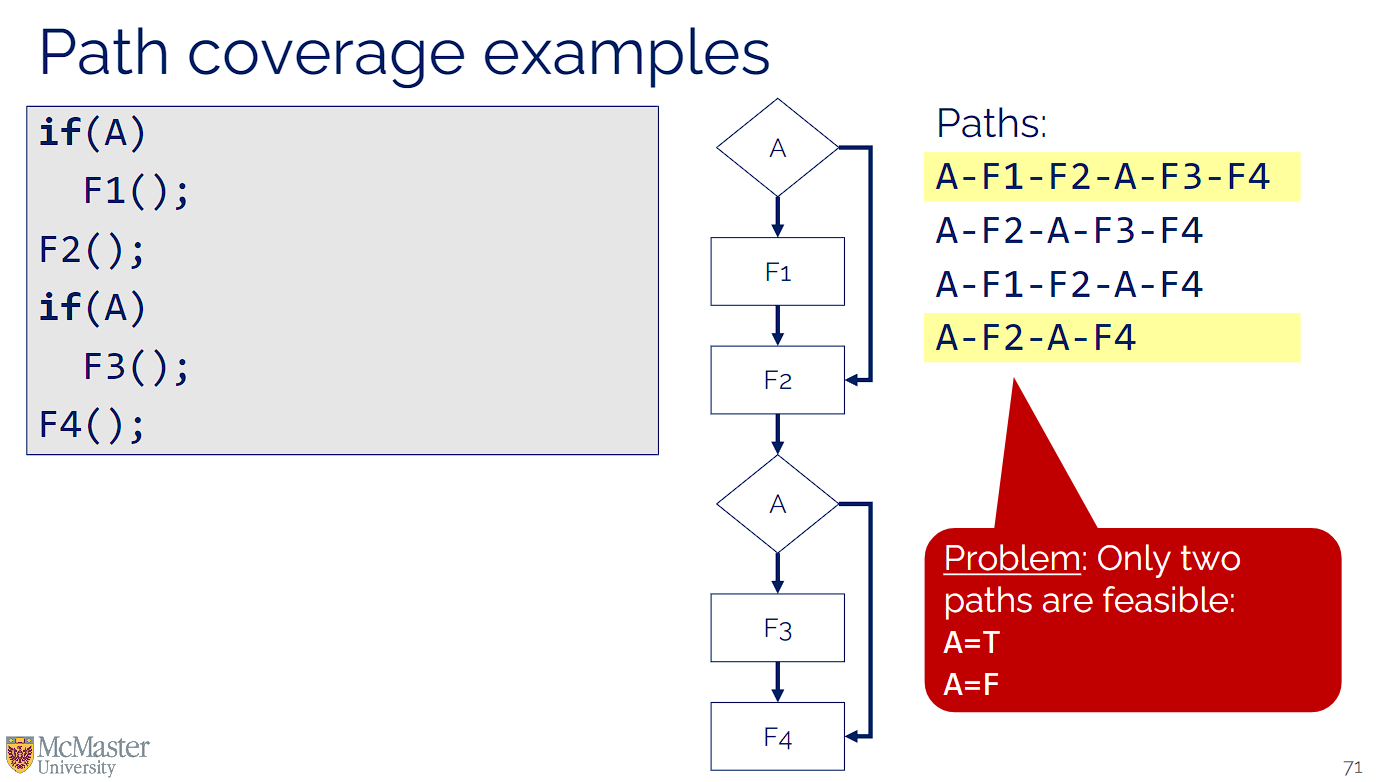 Path coverage examples
if(A)
F1();
F2();
if(A)
F3();
F4();
A
F1
F2
A
F3
F4
Paths:
A-F1-F2-A-F3-F4
A-F2-A-F3-F4
A-F1-F2-A-F4
A-F2-A-F4
Problem: Only two
paths are feasible:
A=T
A=F
McMaster
University
71